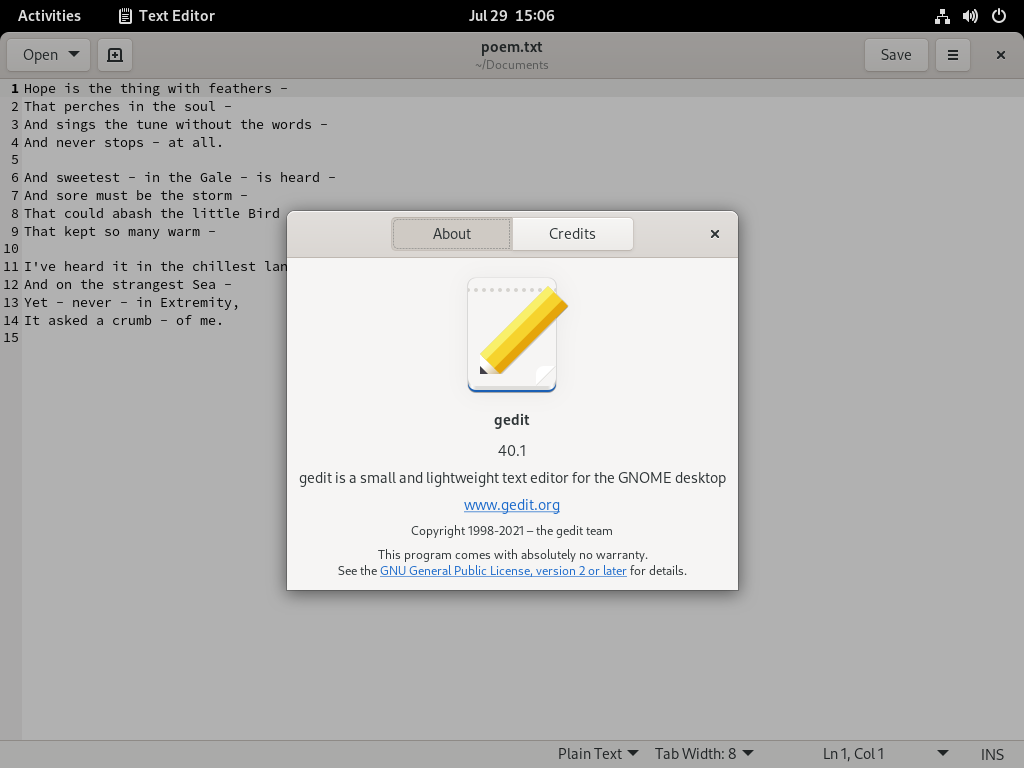 Activities Text Editor Jul 29 15:06
Open poem.txt Save
~/Documents
1 Hope is the thing with feathers –
2 That perches in the soul –
3 And sings the tune without the words –
4 And never stops – at all.
5
6 And sweetest – in the Gale – is heard –
7 And sore must be the storm –
8 That could abash the little Bird
9 That kept so many warm –
10
11 I've heard it in the chillest lan
12 And on the strangest Sea –
13 Yet – never – in Extremity,
14 It asked a crumb – of me.
15
About Credits
gedit
40.1
gedit is a small and lightweight text editor for the GNOME desktop
www.gedit.org
Copyright 1998-2021 – the gedit team
This program comes with absolutely no warranty.
See the GNU General Public License, version 2 or later for details.
Plain Text Tab Width: 8 Ln 1, Col 1 INS